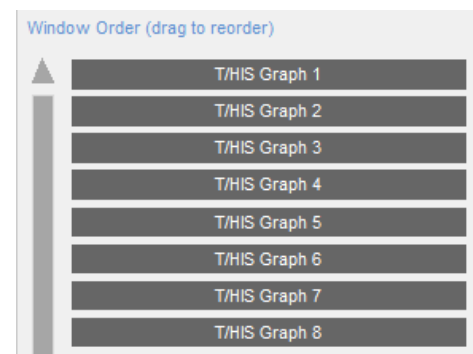 Window Order (drag to reorder)
T/HIS Graph 1
T/HIS Graph 2
T/HIS Graph 3
T/HIS Graph 4
T/HIS Graph 5
T/HIS Graph 6
T/HIS Graph 7
T/HIS Graph 8